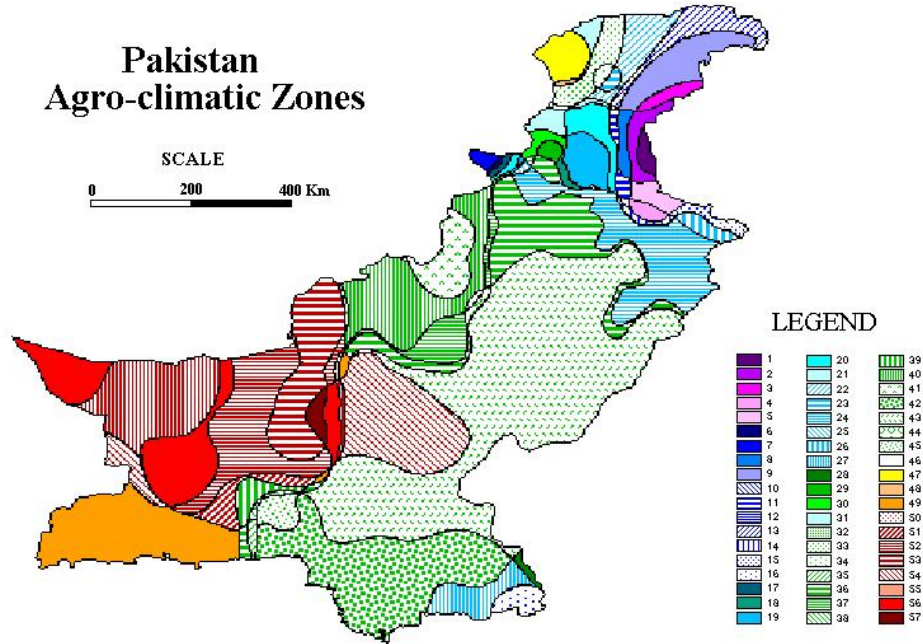 Pakistan
Agro-climatic Zones
SCALE
0 200 400 Km
LEGEND
1 20 39
2 21 40
3 22 41
4 23 42
5 24 43
6 25 44
7 26 45
8 27 46
9 28 47
10 29 48
11 30 49
12 31 50
13 32 51
14 33 52
15 34 53
16 35 54
17 36 55
18 37 56
19 38 57